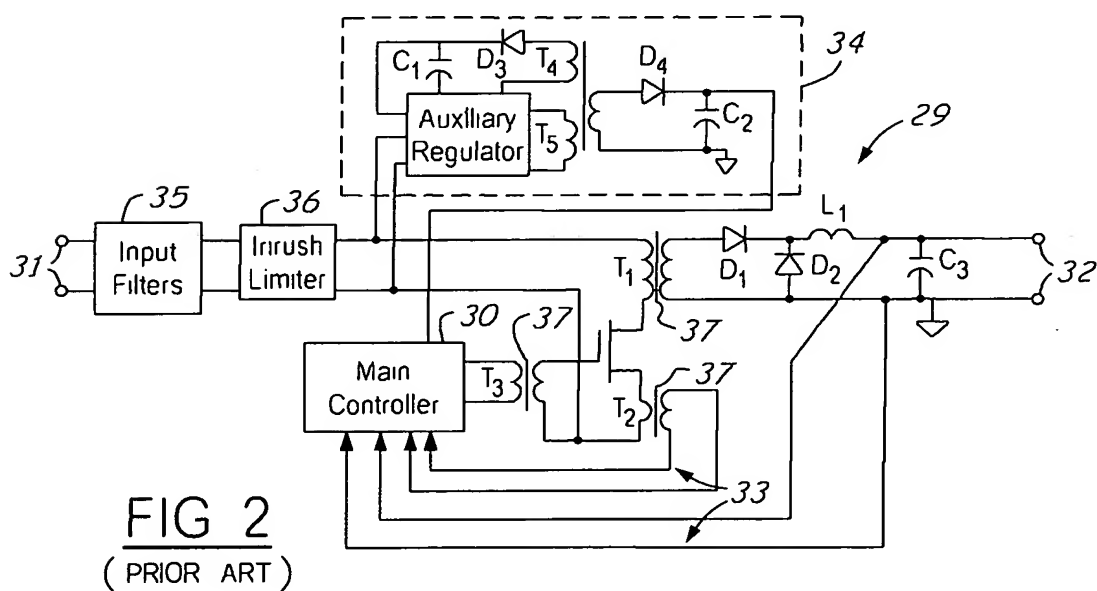 34
C1
D3
T4
D4
C2
Auxiliary
Regulator
T5
29
35
36
Input
Filters
Inrush
Limiter
31
T1
D1
D2
L1
C3
32
30
37
37
Main
Controller
T3
37
T2
33
FIG 2
( PRIOR ART )